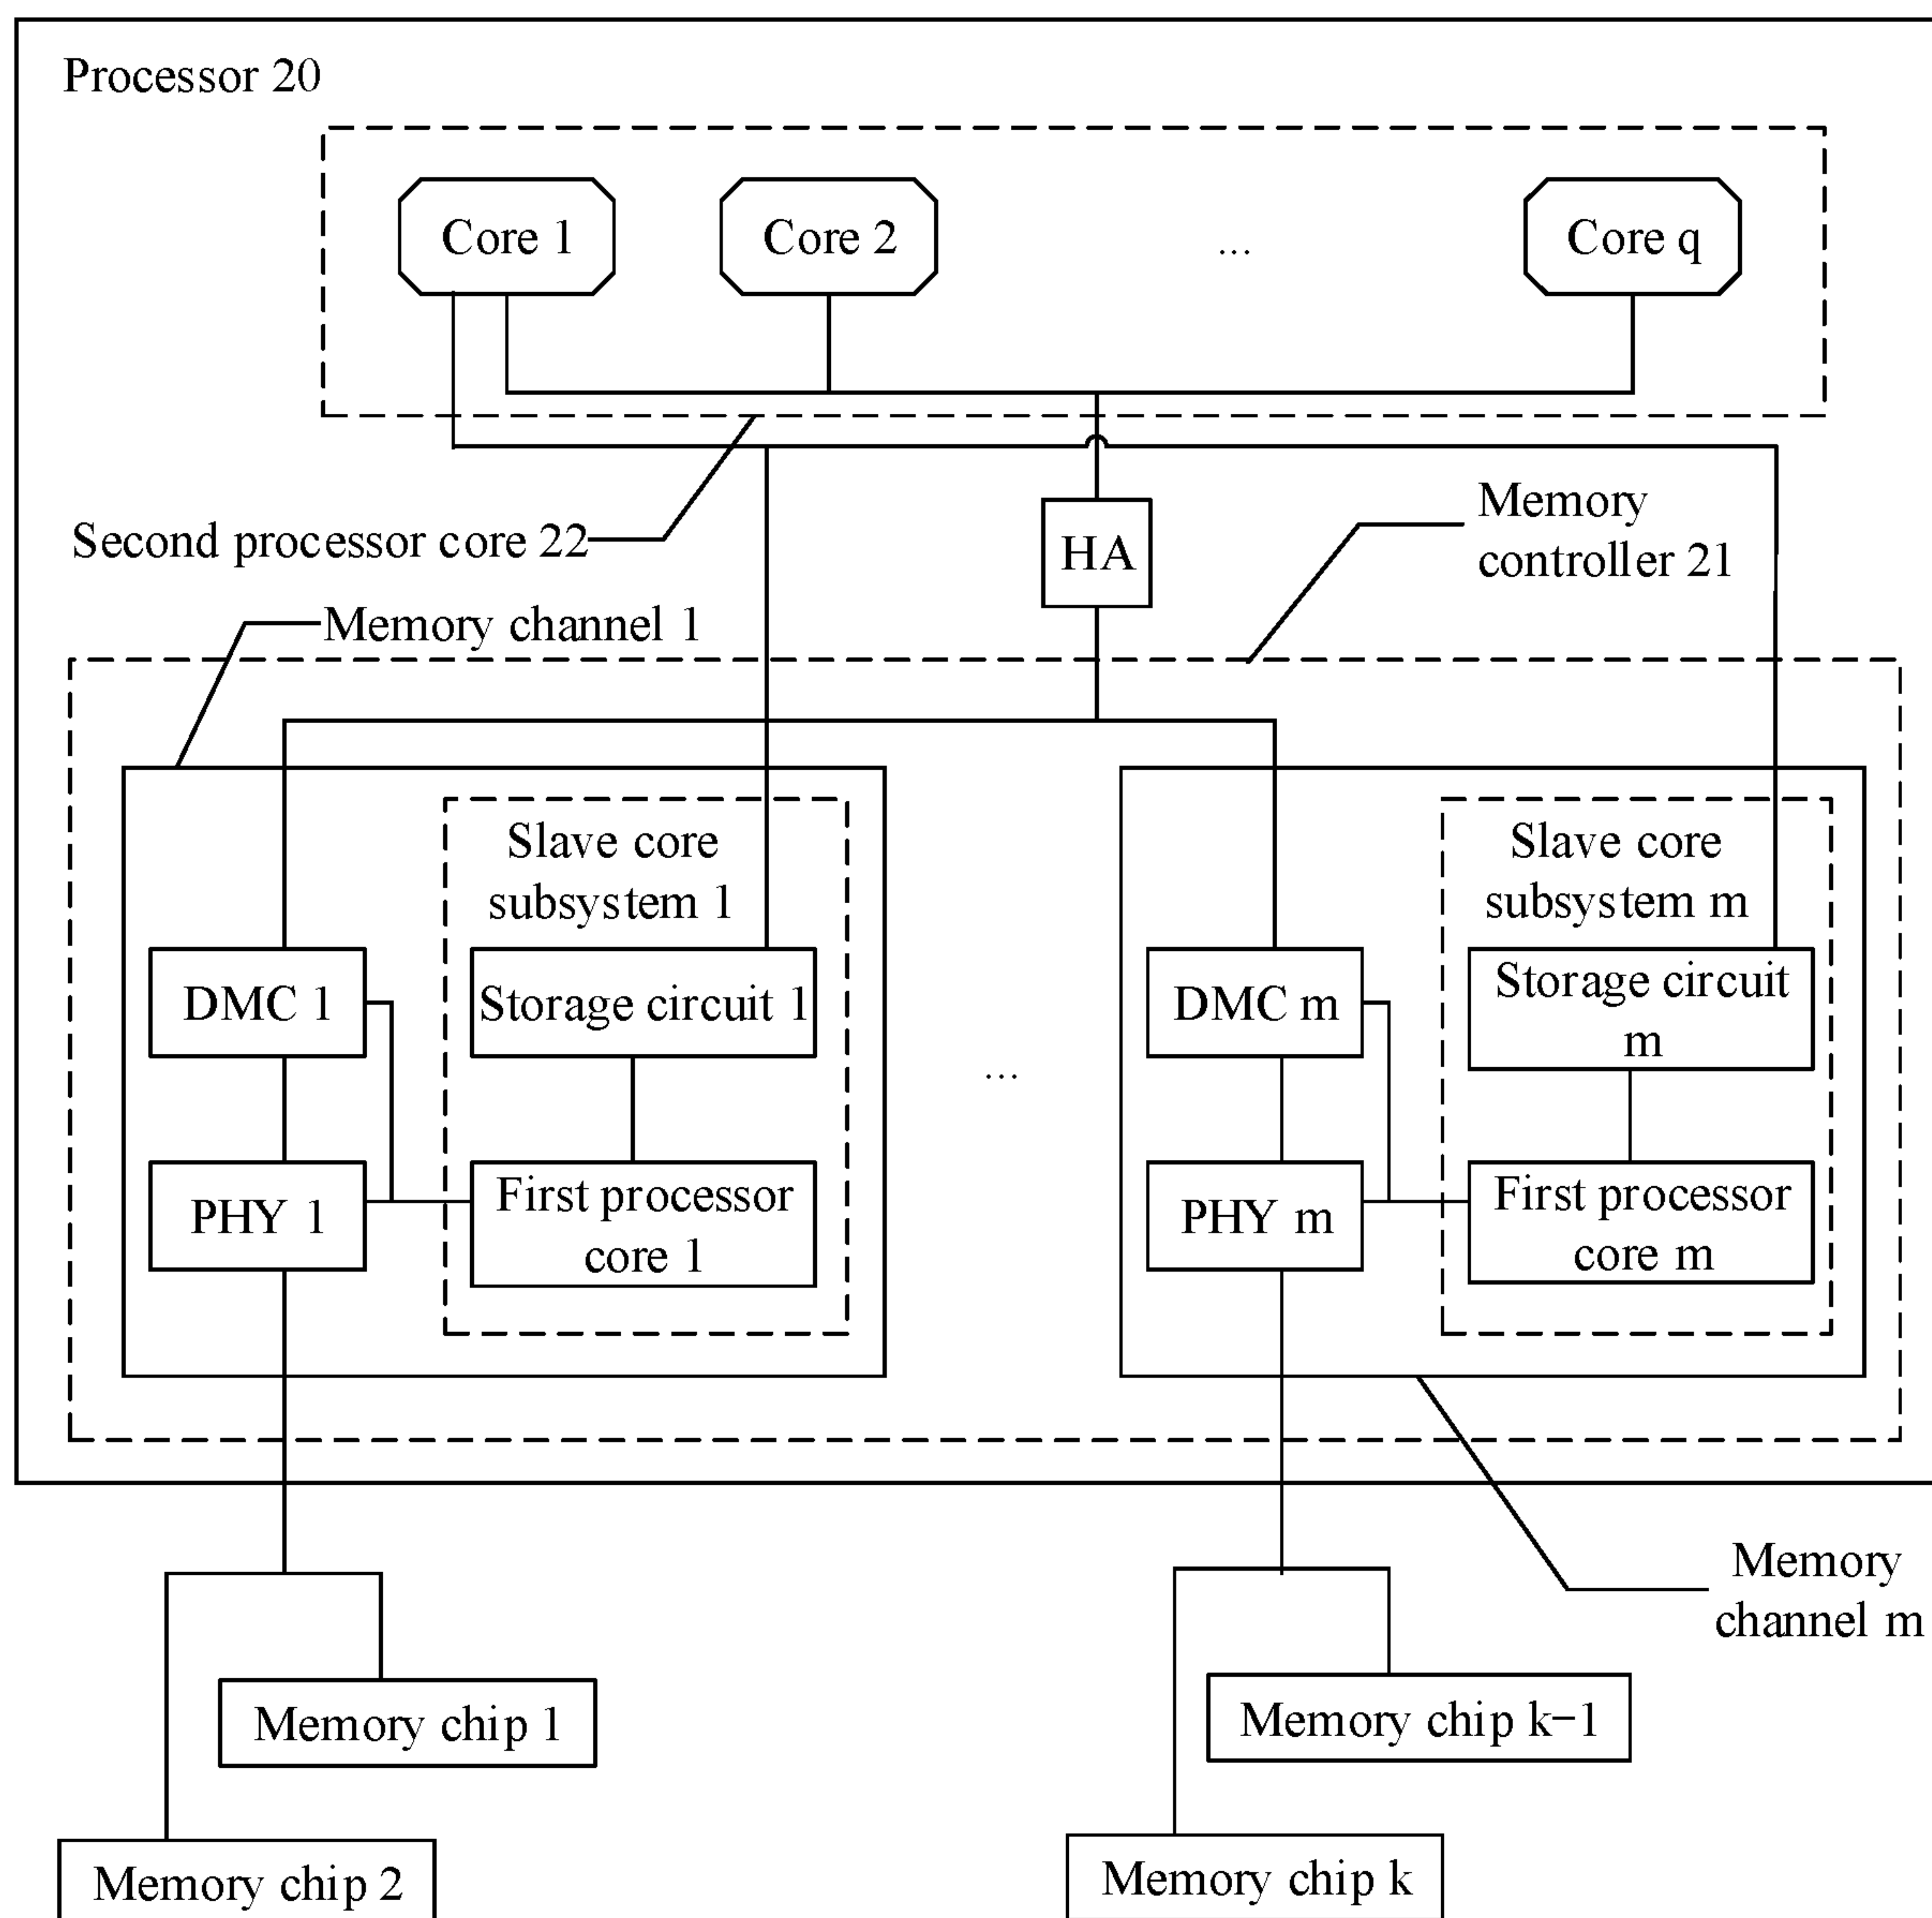 Processor 20
Core 1
Core 2
...
Core q
Second processor core 22
HA
Memory
controller 21
Memory channel 1
Slave core
subsystem 1
Slave core
subsystem m
DMC 1
Storage circuit 1
DMC m
Storage circuit
m
...
PHY 1
First processor
core 1
PHY m
First processor
core m
Memory
channel m
Memory chip 1
Memory chip k-1
Memory chip 2
Memory chip k